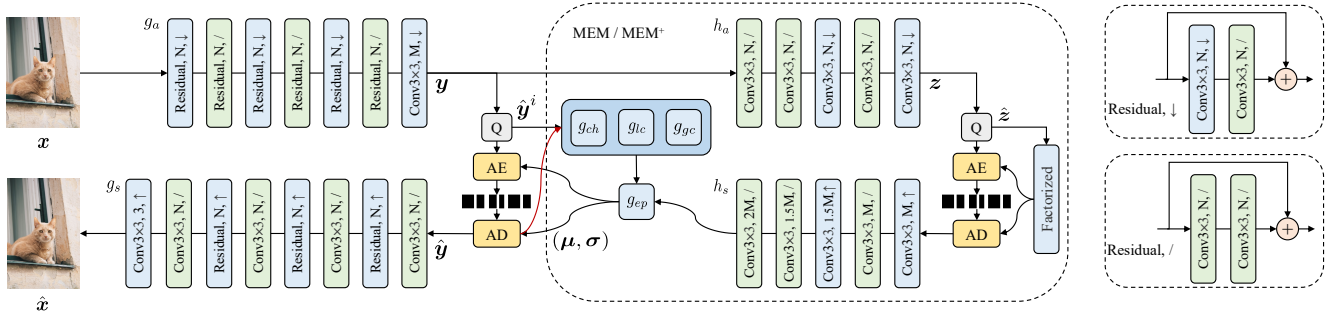 g_a
Residual, N, ↓
Residual, N, /
Residual, N, ↓
Residual, N, /
Residual, N, ↓
Residual, N, /
Conv3×3, M, ↓
y
x
MEM / MEM⁺
h_a
Conv3×3, N, /
Conv3×3, N, /
Conv3×3, N, ↓
Conv3×3, N, /
Conv3×3, N, ↓
z
Q
ŷ^i
g_ch
g_lc
g_gc
AE
AD
g_ep
(μ, σ)
Q
ẑ
AE
AD
Factorized
g_s
Conv3×3, 3, ↑
Conv3×3, N, /
Residual, N, ↑
Conv3×3, N, /
Residual, N, ↑
Conv3×3, N, /
Residual, N, ↑
Conv3×3, N, /
ŷ
x̂
h_s
Conv3×3, 2M, /
Conv3×3, 1.5M, /
Conv3×3, 1.5M, ↑
Conv3×3, M, /
Conv3×3, M, ↑
Residual, ↓
Conv3×3, N, ↓
Conv3×3, N, /
+
Residual, /
Conv3×3, N, /
Conv3×3, N, /
+